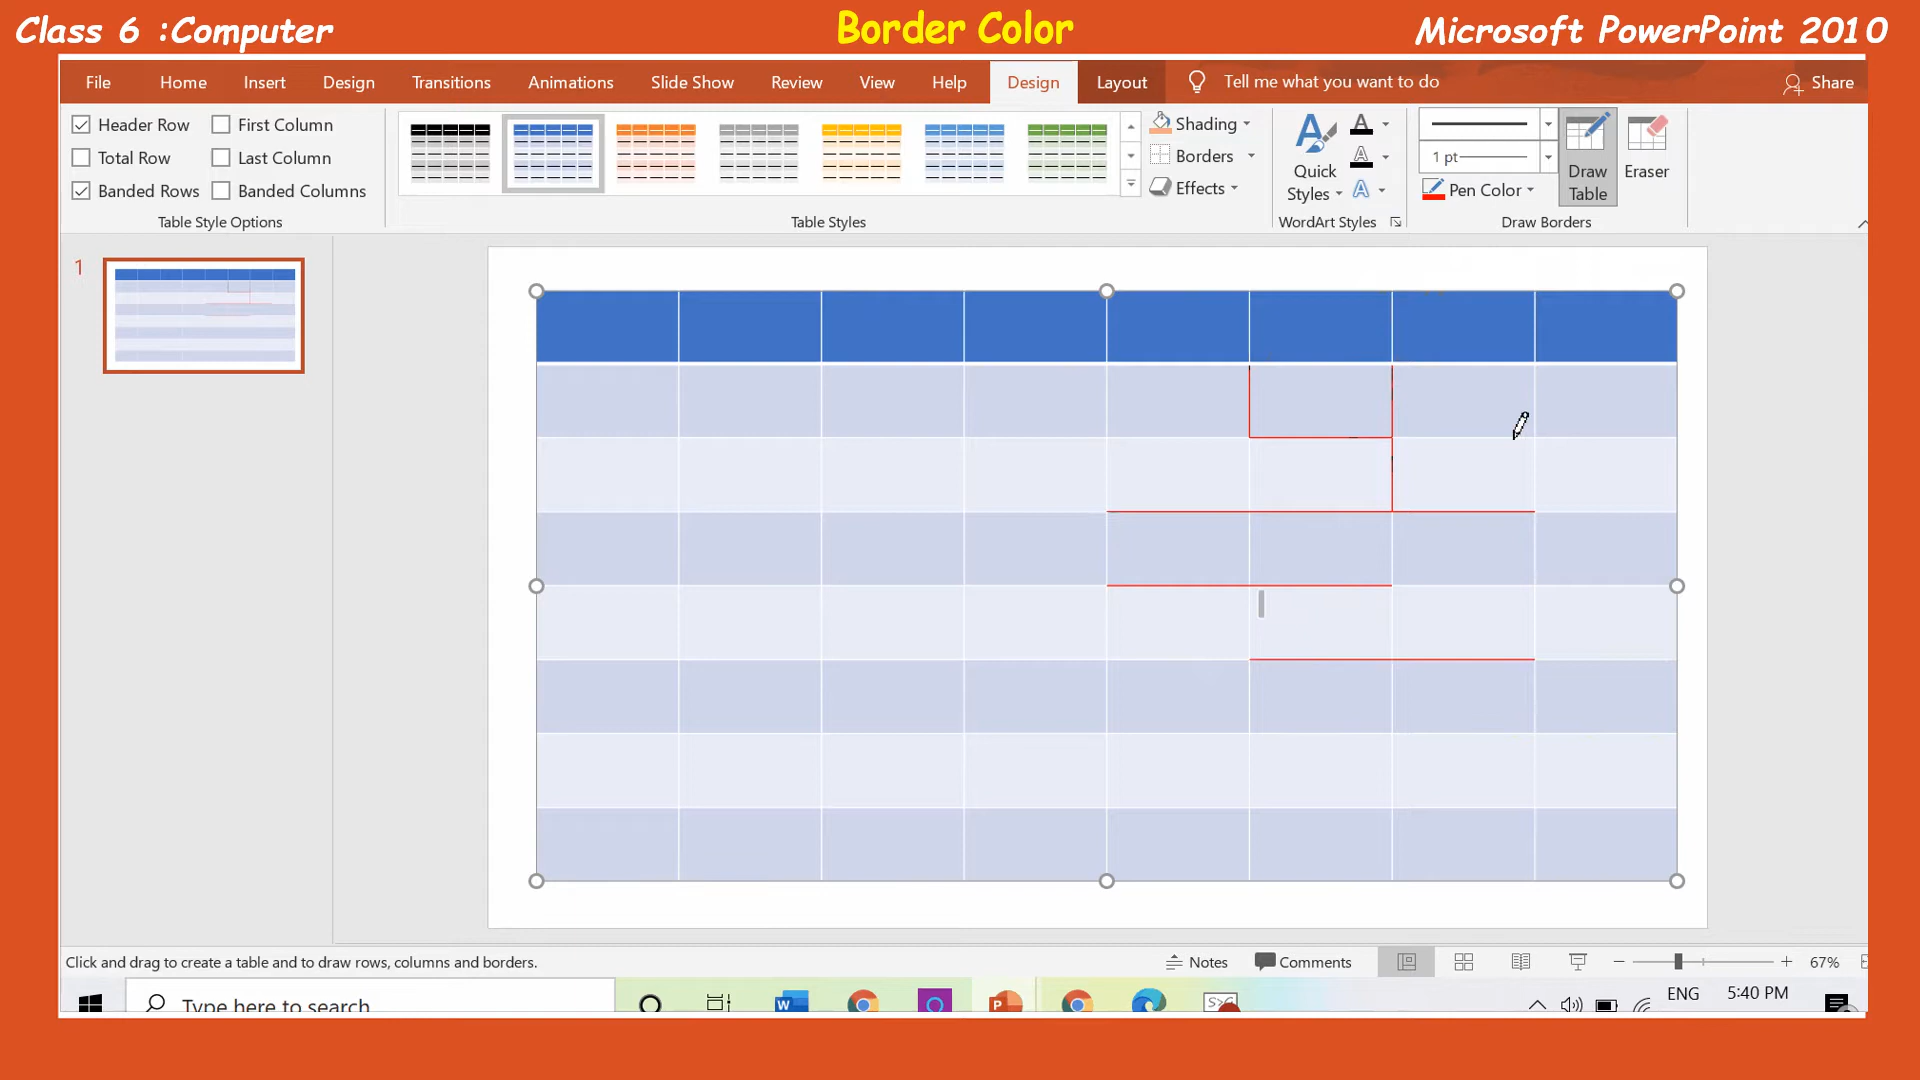 Class 6 :Computer
Border Color
Microsoft PowerPoint 2010
File Home Insert Design Transitions Animations Slide Show Review View Help Design Layout Tell me what you want to do Share
Header Row First Column
Total Row Last Column
Banded Rows Banded Columns
Table Style Options
Table Styles
Shading
Borders
Effects
Quick Styles
WordArt Styles
1 pt
Pen Color
Draw Table
Eraser
Draw Borders
1
Click and drag to create a table and to draw rows, columns and borders.
Notes Comments 67%
Type here to search
ENG 5:40 PM